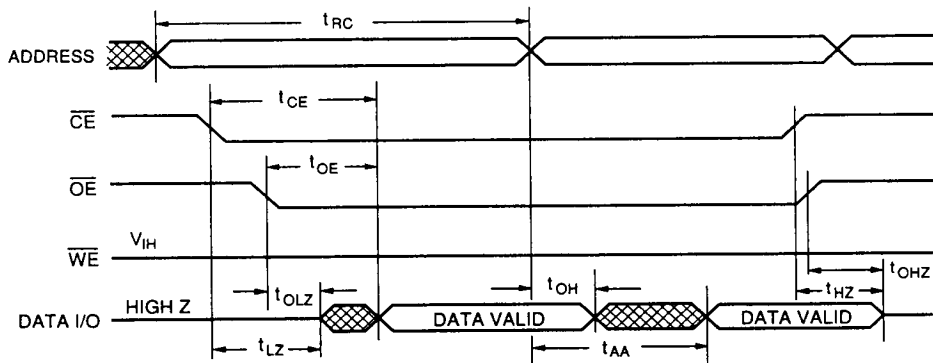 tRC
ADDRESS
tCE
CE
tOE
OE
VIH
WE
tOLZ
tOH
tOHZ
HIGH Z
tHZ
DATA I/O
DATA VALID
DATA VALID
tLZ
tAA